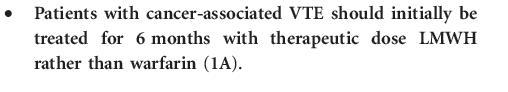 • Patients with cancer-associated VTE should initially be
treated for 6 months with therapeutic dose LMWH
rather than warfarin (1A).